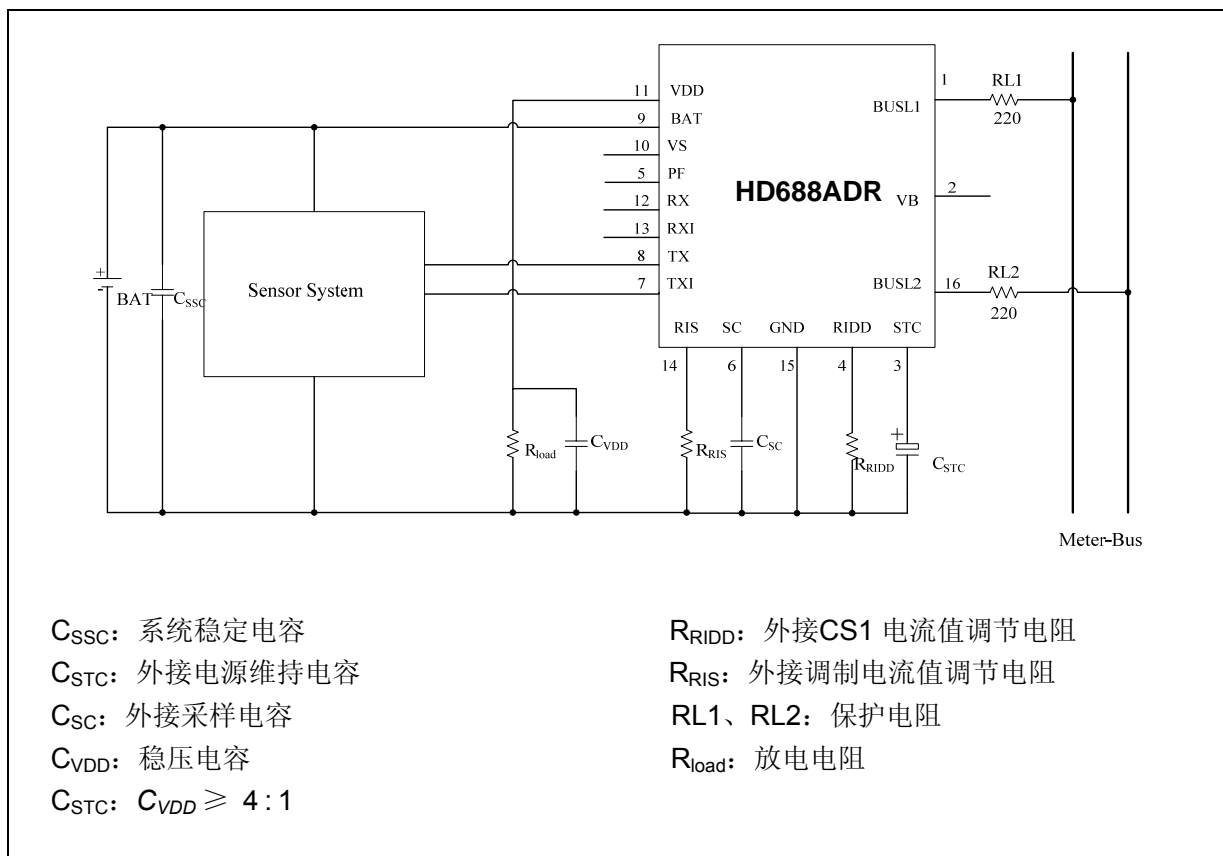 11
VDD
9
BAT
10
VS
5
PF
12
RX
13
RXI
8
TX
7
TXI
HD688ADR
1
BUSL1
RL1
220
2
VB
BUSL2
16
RL2
220
RIS
SC
GND
RIDD
STC
14
6
15
4
3
+
-
BAT
CSSC
Sensor System
Rload
CVDD
RRIS
CSC
RRIDD
+
CSTC
Meter-Bus
CSSC：系统稳定电容
CSTC：外接电源维持电容
CSC：外接采样电容
CVDD：稳压电容
CSTC：CVDD ≥ 4 : 1
RRIDD：外接CS1 电流值调节电阻
RRIS：外接调制电流值调节电阻
RL1、RL2：保护电阻
Rload：放电电阻